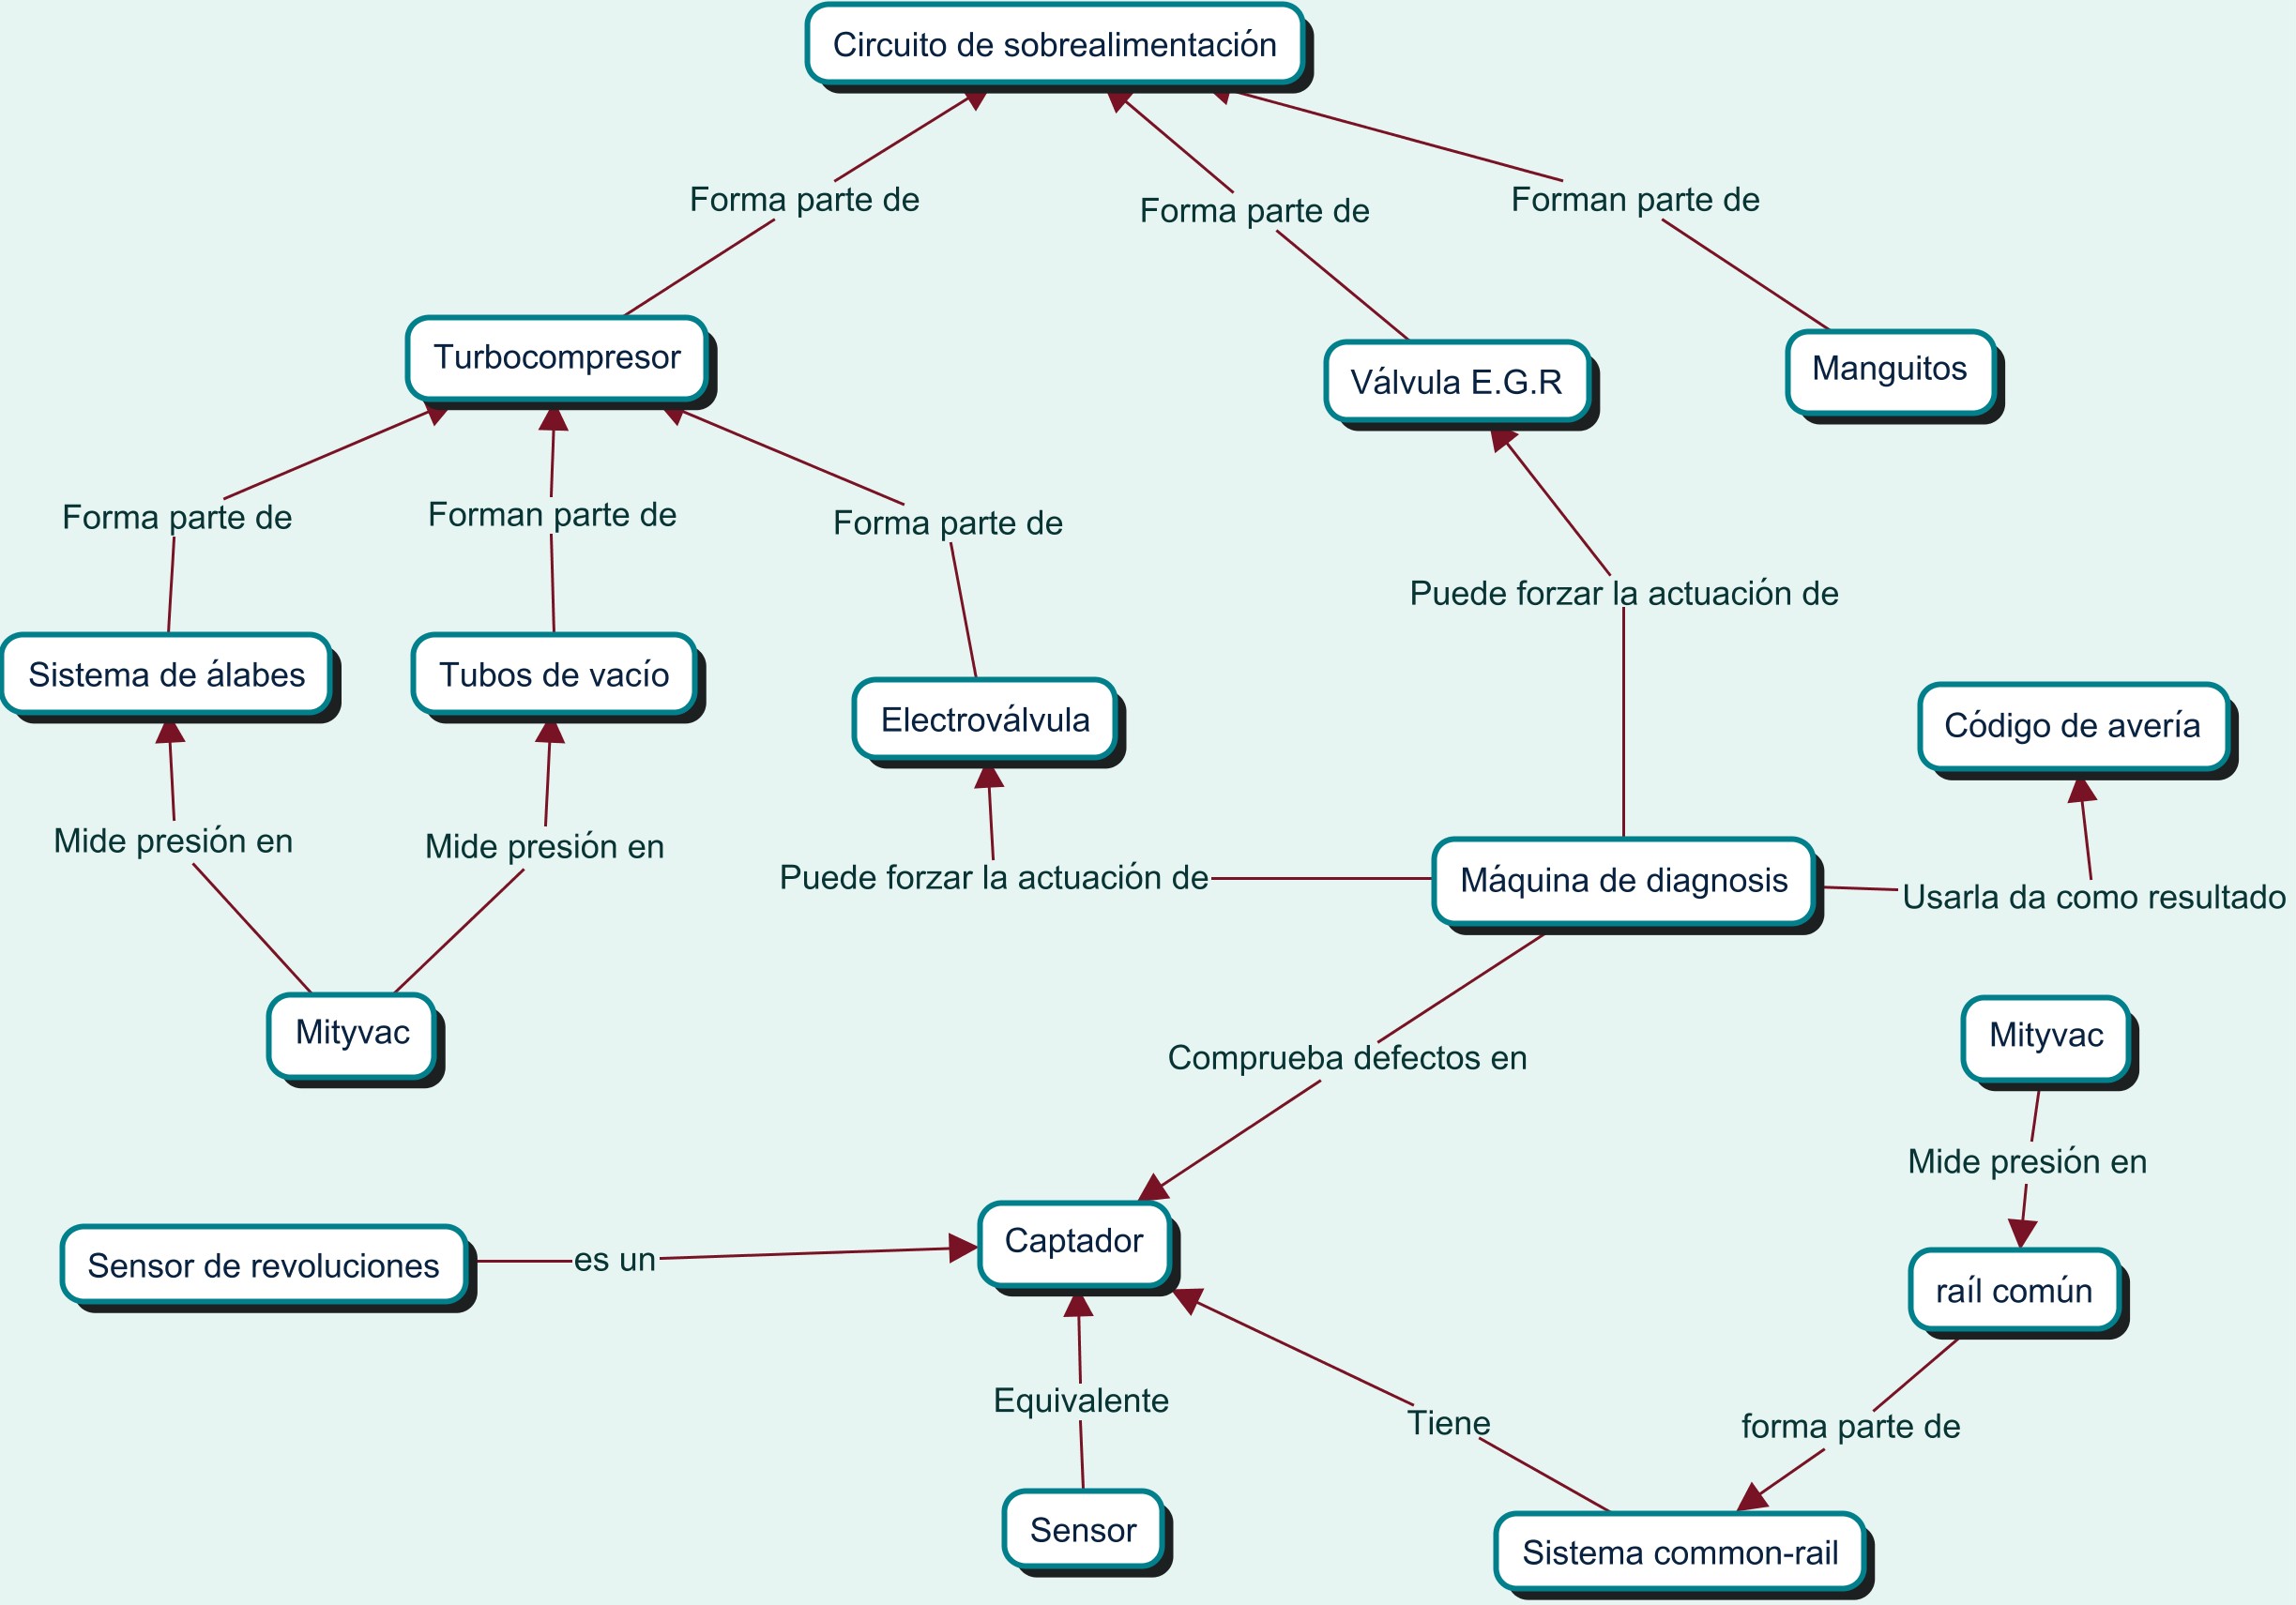 Circuito de sobrealimentación
Forma parte de
Forma parte de
Forman parte de
Turbocompresor
Válvula E.G.R
Manguitos
Forma parte de
Forman parte de
Forma parte de
Puede forzar la actuación de
Sistema de álabes
Tubos de vacío
Electroválvula
Código de avería
Mide presión en
Mide presión en
Puede forzar la actuación de
Máquina de diagnosis
Usarla da como resultado
Mityvac
Mityvac
Comprueba defectos en
Mide presión en
Sensor de revoluciones
es un
Captador
raíl común
Equivalente
Tiene
forma parte de
Sensor
Sistema common-rail